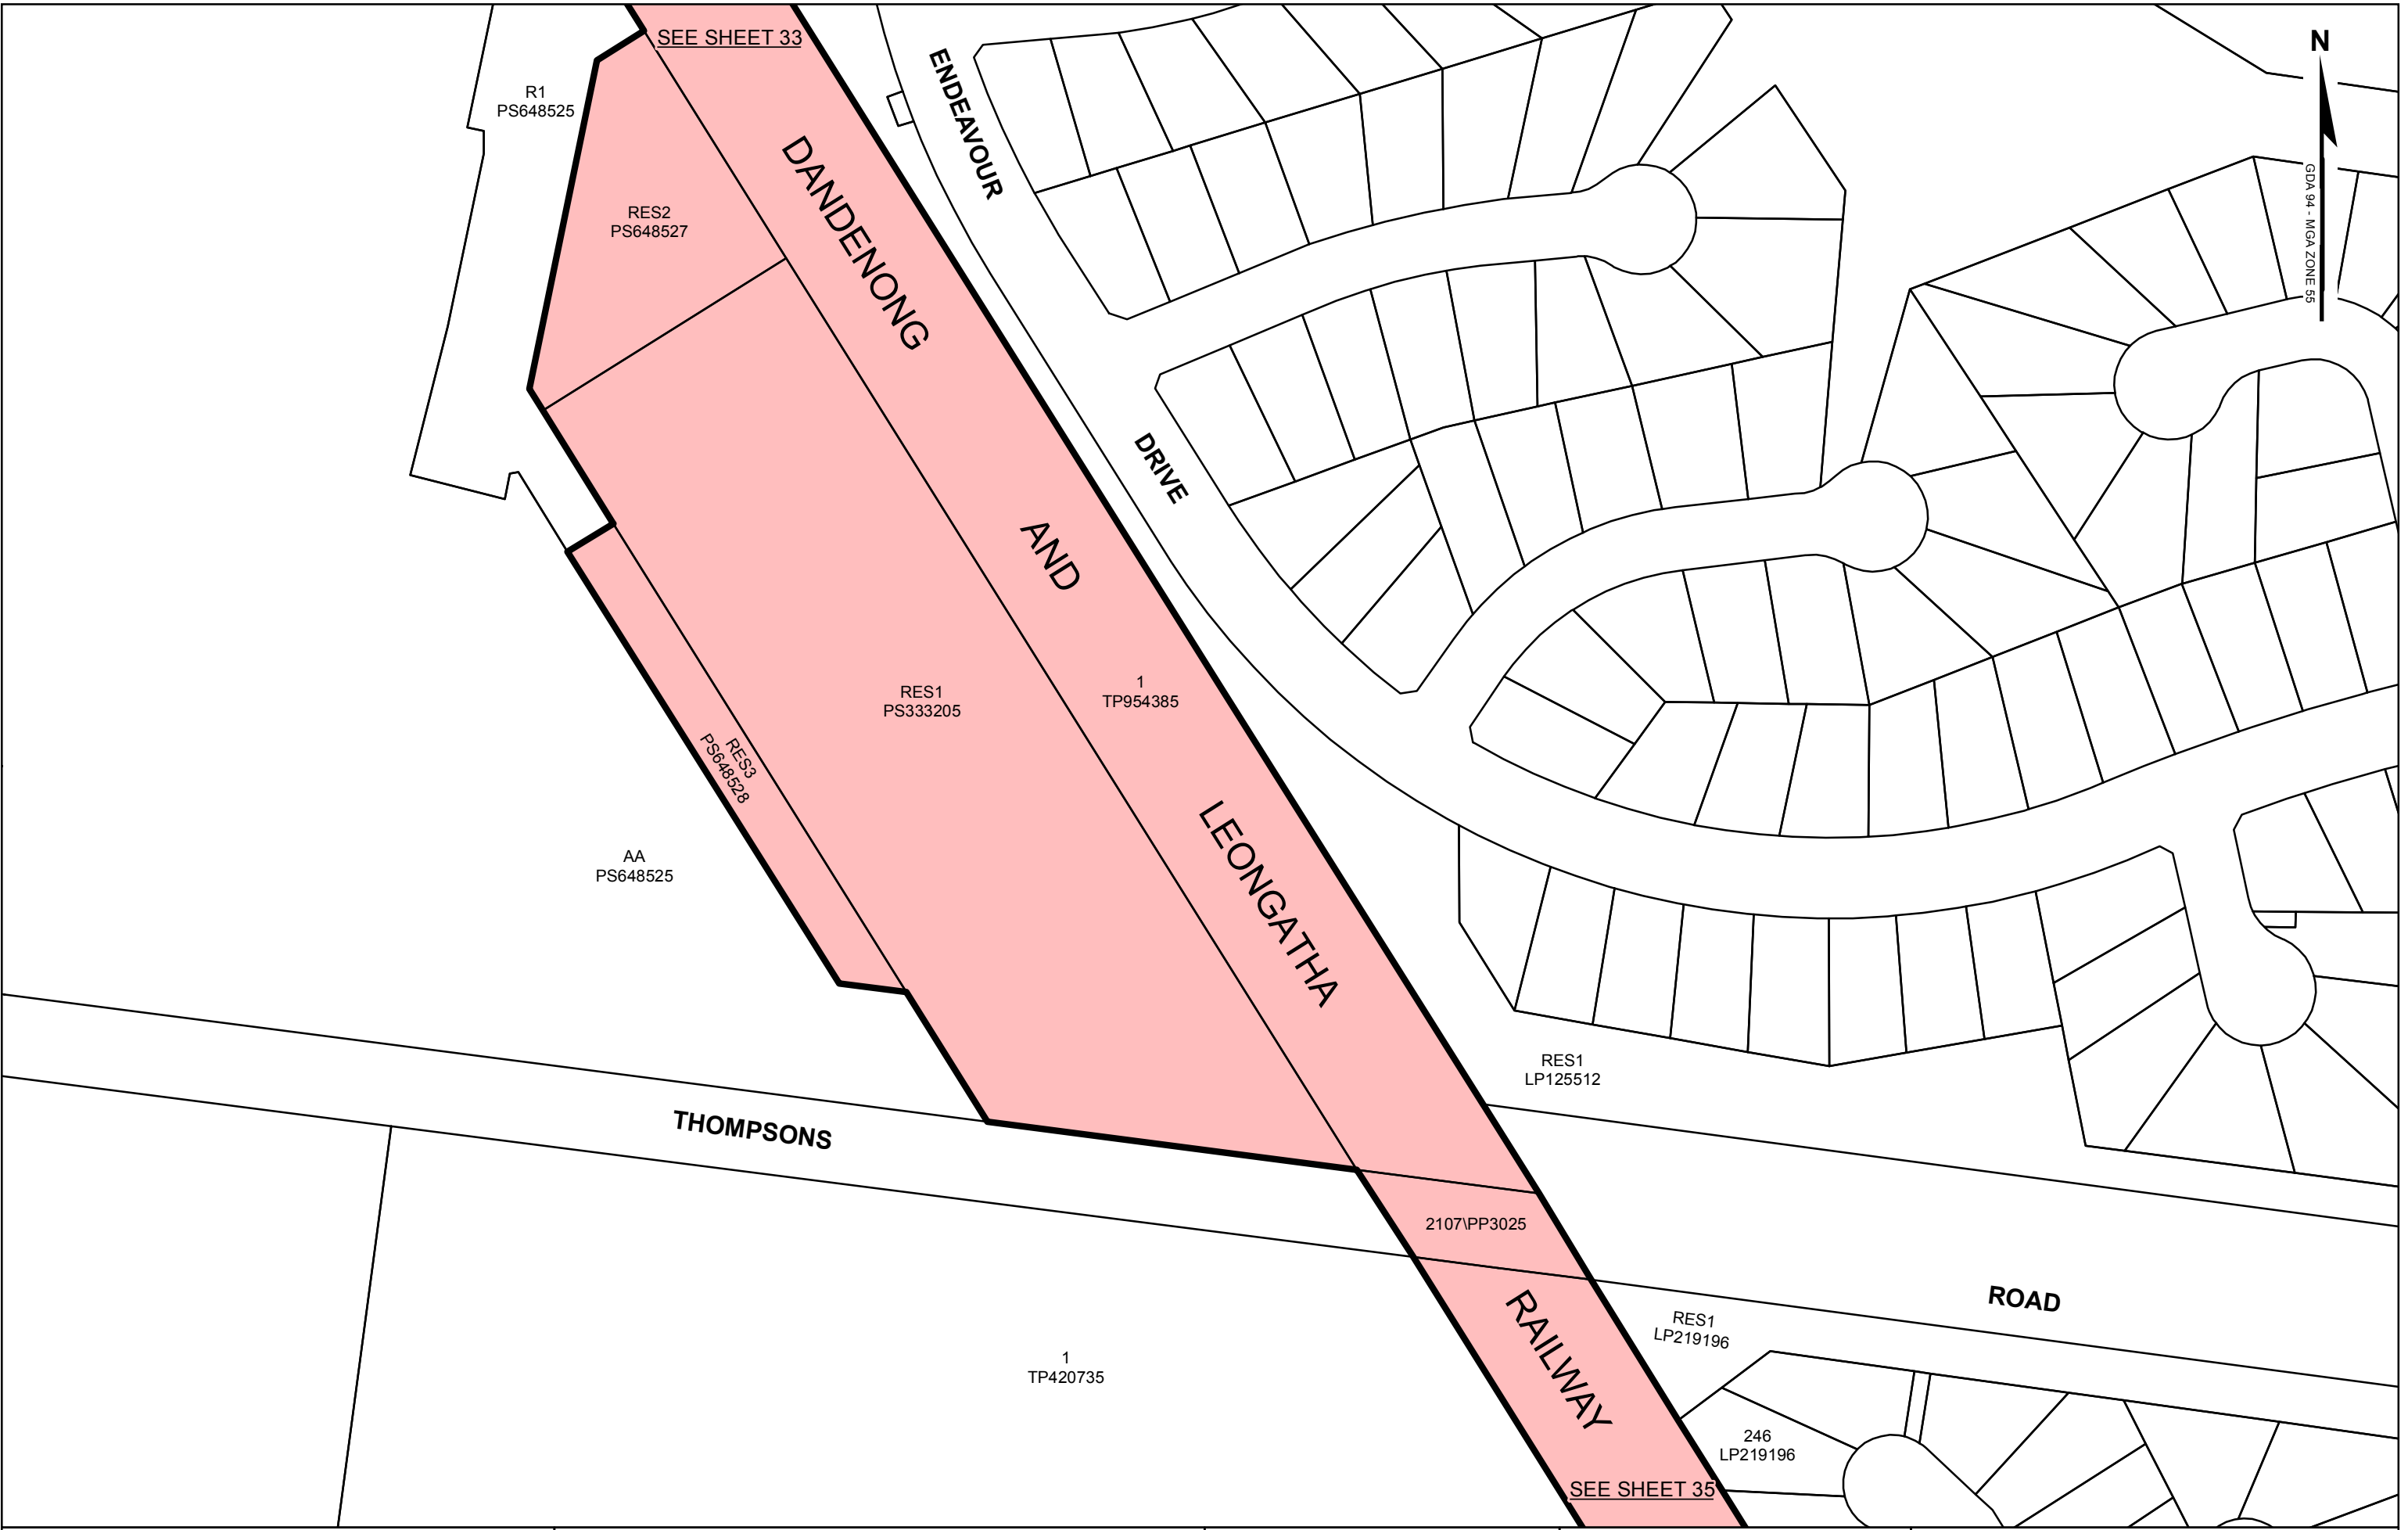 SEE SHEET 33
N
GDA 94 - MGA ZONE 55
R1
PS648525
ENDEAVOUR
DRIVE
RES2
PS648527
DANDENONG
AND
LEONGATHA
RAILWAY
RES1
PS333205
1
TP954385
RES3
PS648528
AA
PS648525
RES1
LP125512
THOMPSONS
ROAD
2107\PP3025
RES1
LP219196
1
TP420735
246
LP219196
SEE SHEET 35